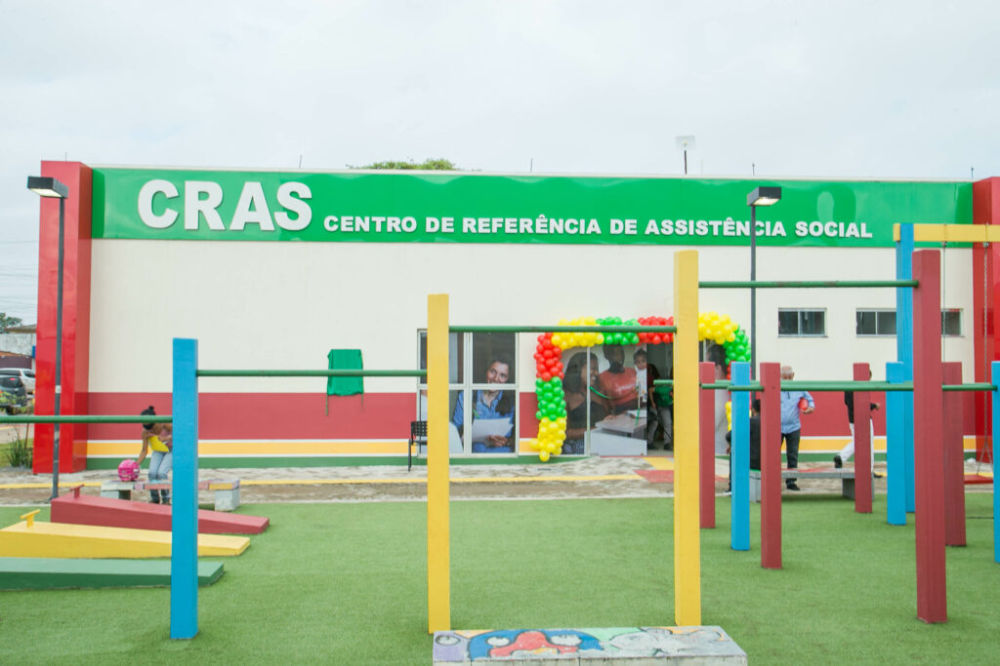 CRAS CENTRO DE REFERÊNCIA DE ASSISTÊNCIA SOCIAL